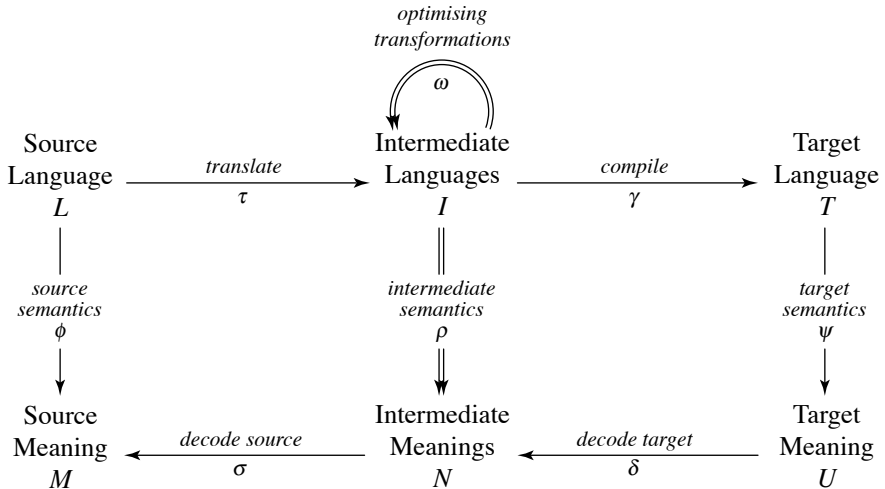 optimising
transformations
ω
Source
Language
L
translate
τ
Intermediate
Languages
I
compile
γ
Target
Language
T
source
semantics
ϕ
intermediate
semantics
ρ
target
semantics
ψ
Source
Meaning
M
decode source
σ
Intermediate
Meanings
N
decode target
δ
Target
Meaning
U